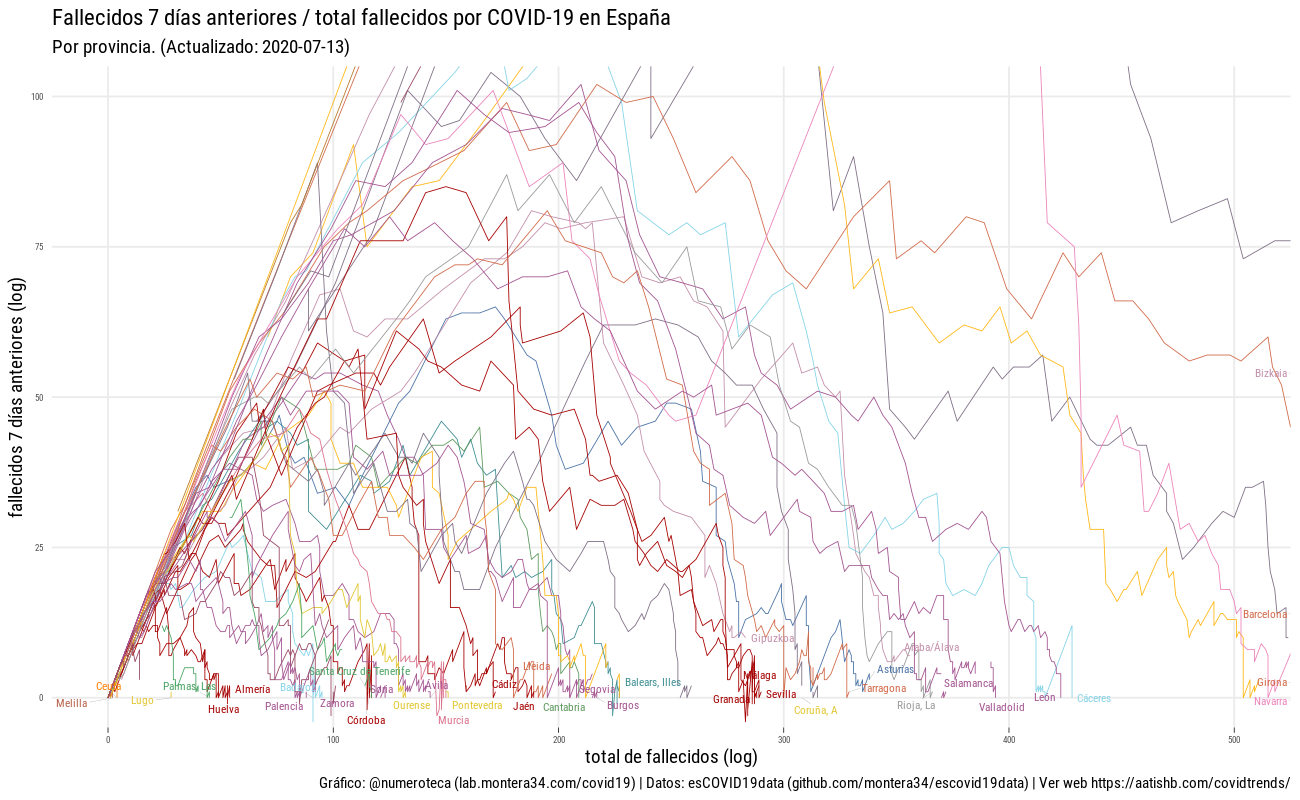 Fallecidos 7 días anteriores / total fallecidos por COVID-19 en España
Por provincia. (Actualizado: 2020-07-13)
fallecidos 7 días anteriores (log)
100
75
50
25
0
Bizkaia
Barcelona
Gipuzkoa
Araba/Álava
Santa Cruz de Tenerife
Lleida
Málaga
Asturias
Girona
Ceuta
Palmas, Las
Almería
Soria
Ávila
Cádiz
Balears, Illes
Segovia
Sevilla
Tarragona
Salamanca
Melilla
Lugo
Huelva
Palencia
Zamora
Ourense
Pontevedra
Jaén
Cantabria
Burgos
Granada
Coruña, A
Rioja, La
Valladolid
León
Cáceres
Navarra
Córdoba
Murcia
0
100
200
300
400
500
total de fallecidos (log)
Gráfico: @numeroteca (lab.montera34.com/covid19) | Datos: esCOVID19data (github.com/montera34/escovid19data) | Ver web https://aatishb.com/covidtrends/